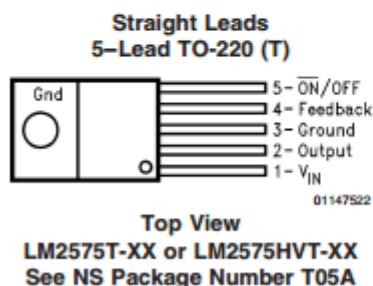 Straight Leads
5–Lead TO-220 (T)
Gnd
5- ON/OFF
4- Feedback
3- Ground
2- Output
1- VIN
01147522
Top View
LM2575T-XX or LM2575HVT-XX
See NS Package Number T05A